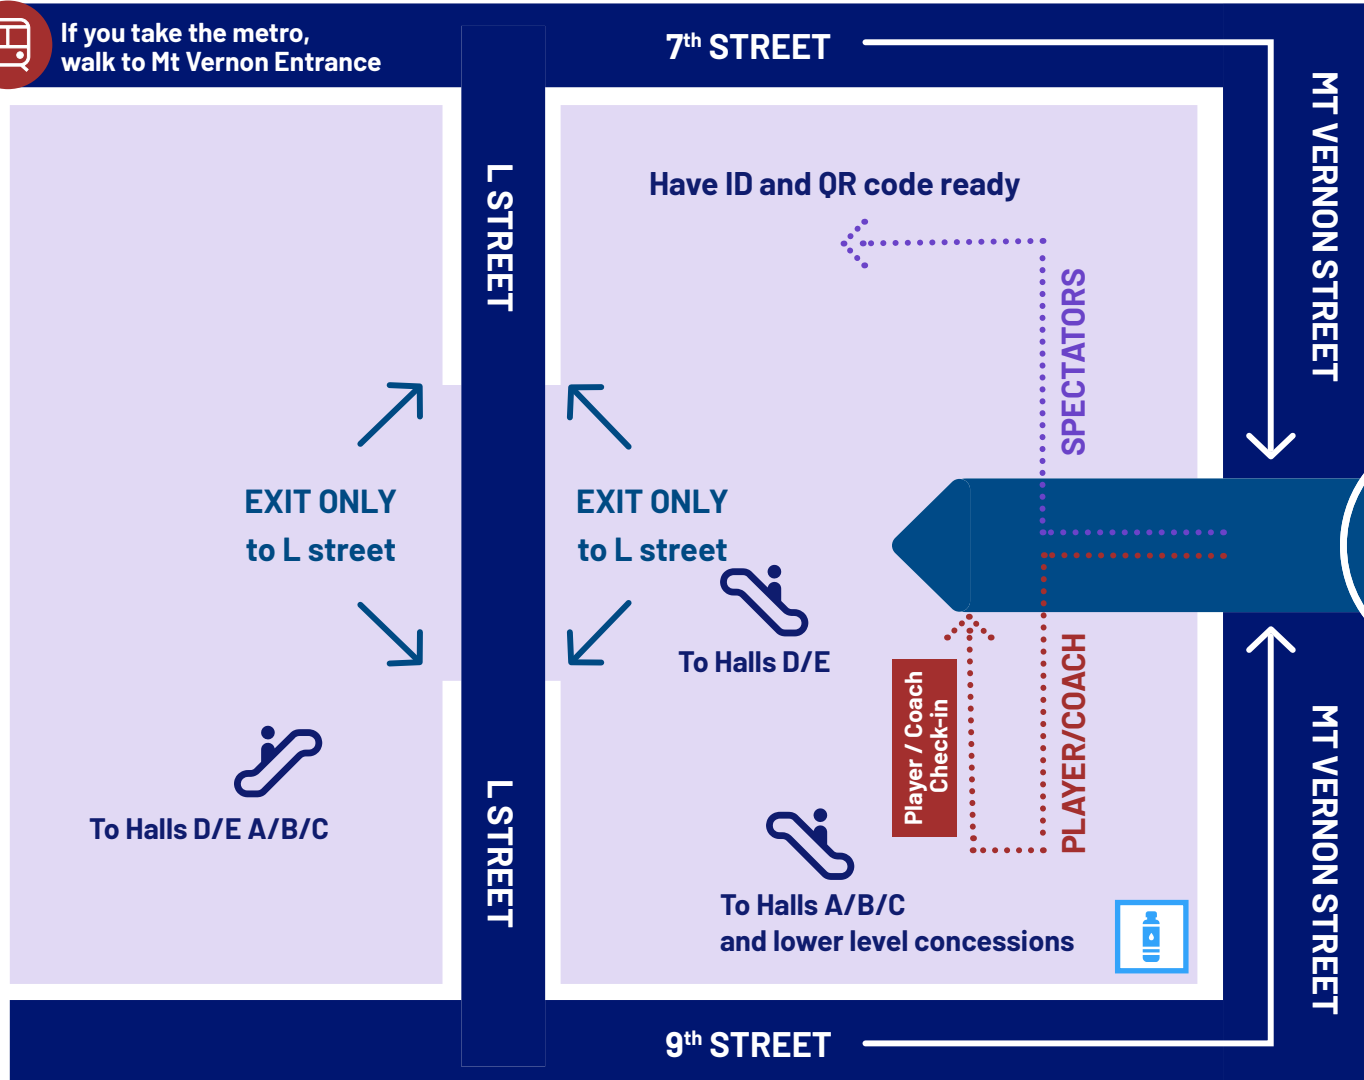 If you take the metro,
walk to Mt Vernon Entrance
7th STREET
MT VERNON STREET
L STREET
Have ID and QR code ready
SPECTATORS
EXIT ONLY
to L street
EXIT ONLY
to L street
To Halls D/E
Player / Coach
Check-in
PLAYER/COACH
MT VERNON STREET
To Halls D/E A/B/C
L STREET
To Halls A/B/C
and lower level concessions
9th STREET